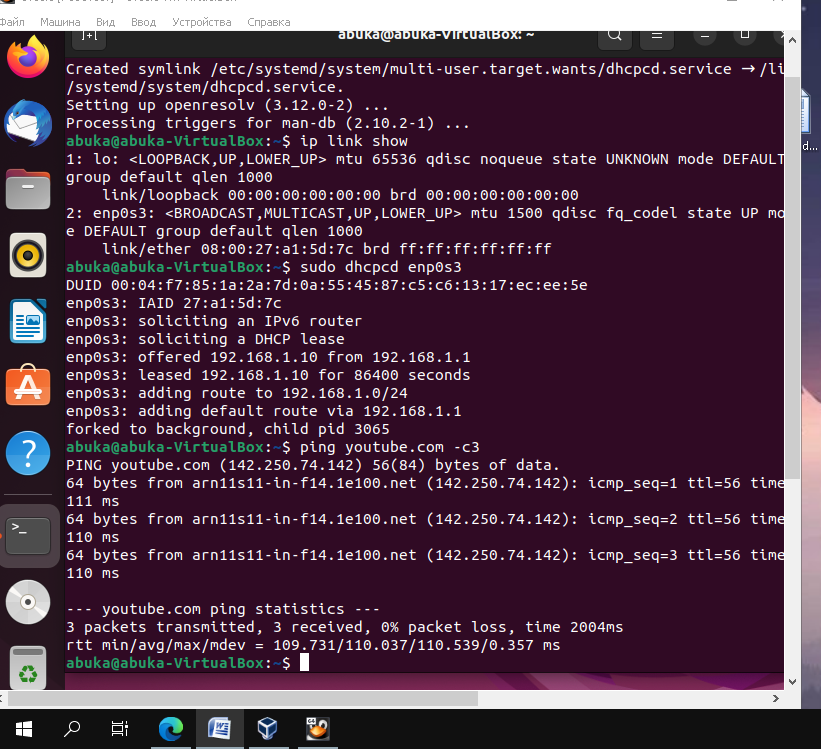 Файл Машина Вид Ввод Устройства Справка
abuka@abuka-VirtualBox: ~
Created symlink /etc/systemd/system/multi-user.target.wants/dhcpcd.service → /li
/systemd/system/dhcpcd.service.
Setting up openresolv (3.12.0-2) ...
Processing triggers for man-db (2.10.2-1) ...
abuka@abuka-VirtualBox:~$ ip link show
1: lo: <LOOPBACK,UP,LOWER_UP> mtu 65536 qdisc noqueue state UNKNOWN mode DEFAULT
group default qlen 1000
link/loopback 00:00:00:00:00:00 brd 00:00:00:00:00:00
2: enp0s3: <BROADCAST,MULTICAST,UP,LOWER_UP> mtu 1500 qdisc fq_codel state UP mo
e DEFAULT group default qlen 1000
link/ether 08:00:27:a1:5d:7c brd ff:ff:ff:ff:ff:ff
abuka@abuka-VirtualBox:~$ sudo dhcpcd enp0s3
DUID 00:04:f7:85:1a:2a:7d:0a:55:45:87:c5:c6:13:17:ec:ee:5e
enp0s3: IAID 27:a1:5d:7c
enp0s3: soliciting an IPv6 router
enp0s3: soliciting a DHCP lease
enp0s3: offered 192.168.1.10 from 192.168.1.1
enp0s3: leased 192.168.1.10 for 86400 seconds
enp0s3: adding route to 192.168.1.0/24
enp0s3: adding default route via 192.168.1.1
forked to background, child pid 3065
abuka@abuka-VirtualBox:~$ ping youtube.com -c3
PING youtube.com (142.250.74.142) 56(84) bytes of data.
64 bytes from arn11s11-in-f14.1e100.net (142.250.74.142): icmp_seq=1 ttl=56 time
111 ms
64 bytes from arn11s11-in-f14.1e100.net (142.250.74.142): icmp_seq=2 ttl=56 time
110 ms
64 bytes from arn11s11-in-f14.1e100.net (142.250.74.142): icmp_seq=3 ttl=56 time
110 ms
--- youtube.com ping statistics ---
3 packets transmitted, 3 received, 0% packet loss, time 2004ms
rtt min/avg/max/mdev = 109.731/110.037/110.539/0.357 ms
abuka@abuka-VirtualBox:~$
d...